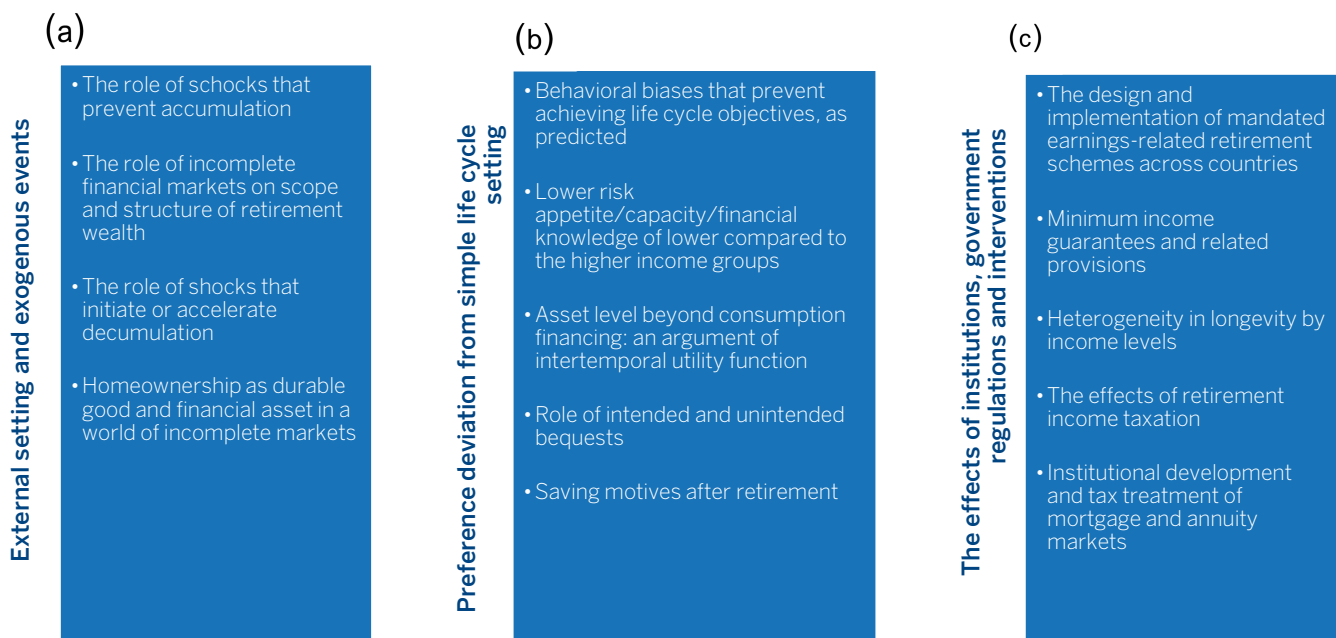 (a)
External setting and exogenous events
• The role of schocks that
prevent accumulation
• The role of incomplete
financial markets on scope
and structure of retirement
wealth
• The role of shocks that
initiate or accelerate
decumulation
• Homeownership as durable
good and financial asset in a
world of incomplete markets
(b)
Preference deviation from simple life cycle
setting
• Behavioral biases that prevent
achieving life cycle objectives, as
predicted
• Lower risk
appetite/capacity/financial
knowledge of lower compared to
the higher income groups
• Asset level beyond consumption
financing: an argument of
intertemporal utility function
• Role of intended and unintended
bequests
• Saving motives after retirement
(c)
The effects of institutions, government
regulations and interventions
• The design and
implementation of mandated
earnings-related retirement
schemes across countries
• Minimum income
guarantees and related
provisions
• Heterogeneity in longevity by
income levels
• The effects of retirement
income taxation
• Institutional development
and tax treatment of
mortgage and annuity
markets